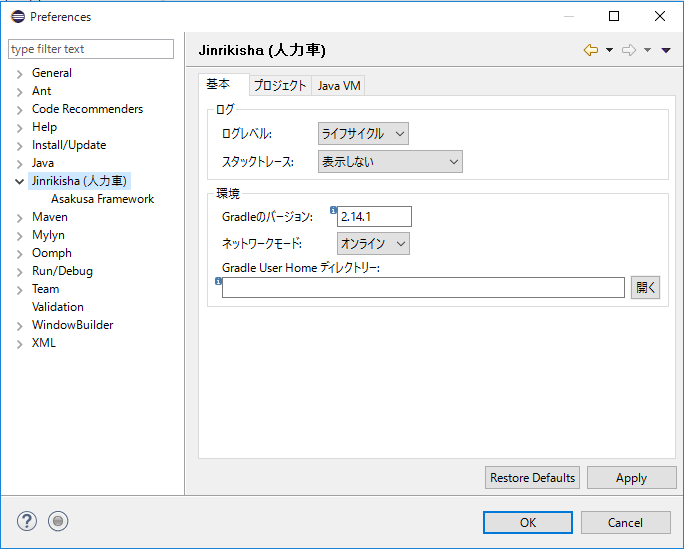 Preferences
type filter text
General
Ant
Code Recommenders
Help
Install/Update
Java
Jinrikisha (人力車)
Asakusa Framework
Maven
Mylyn
Oomph
Run/Debug
Team
Validation
WindowBuilder
XML
Jinrikisha (人力車)
基本 プロジェクト Java VM
ログ
ログレベル: ライフサイクル
スタックトレース: 表示しない
環境
Gradleのバージョン: 2.14.1
ネットワークモード: オンライン
Gradle User Home ディレクトリー:
開く
Restore Defaults Apply
OK Cancel